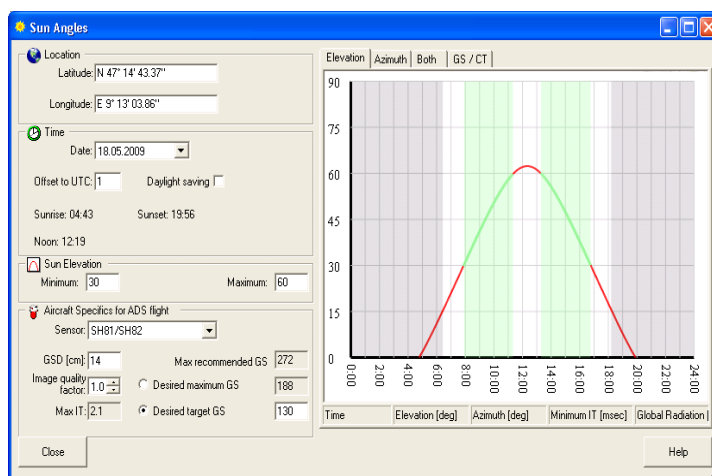 Sun Angles
Location
Latitude: N 47° 14' 43.37"
Longitude: E 9° 13' 03.86"
Time
Date: 18.05.2009
Offset to UTC: 1 Daylight saving
Sunrise: 04:43 Sunset: 19:56
Noon: 12:19
Sun Elevation
Minimum: 30 Maximum: 60
Aircraft Specifics for ADS flight
Sensor: SH81/SH82
GSD [cm]: 14 Max recommended GS 272
Image quality factor: 1.0 Desired maximum GS 188
Max IT: 2.1 Desired target GS 130
Close
Elevation Azimuth Both GS / CT
90
75
60
45
30
15
0
0:00 2:00 4:00 6:00 8:00 10:00 12:00 14:00 16:00 18:00 20:00 22:00 24:00
Time Elevation [deg] Azimuth [deg] Minimum IT [msec] Global Radiation
Help